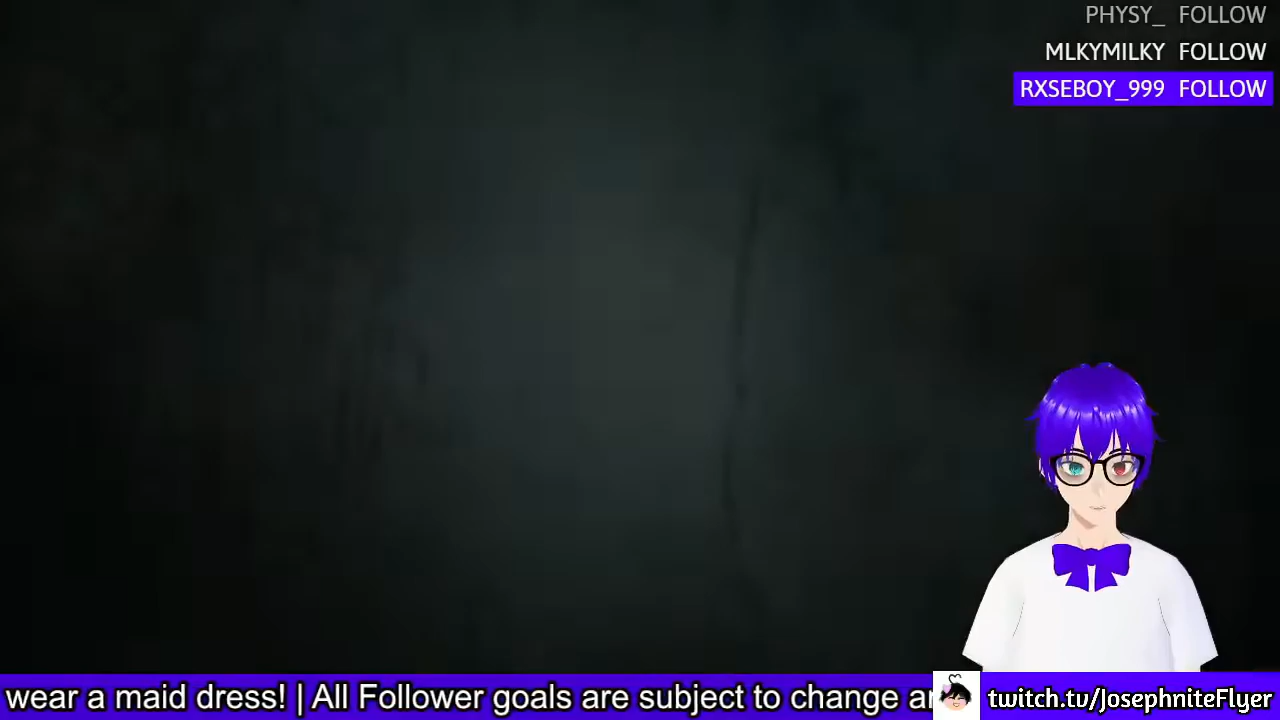 PHYSY_ FOLLOW
MLKYMILKY FOLLOW
RXSEBOY_999 FOLLOW
wear a maid dress! | All Follower goals are subject to change
twitch.tv/JosephniteFlyer